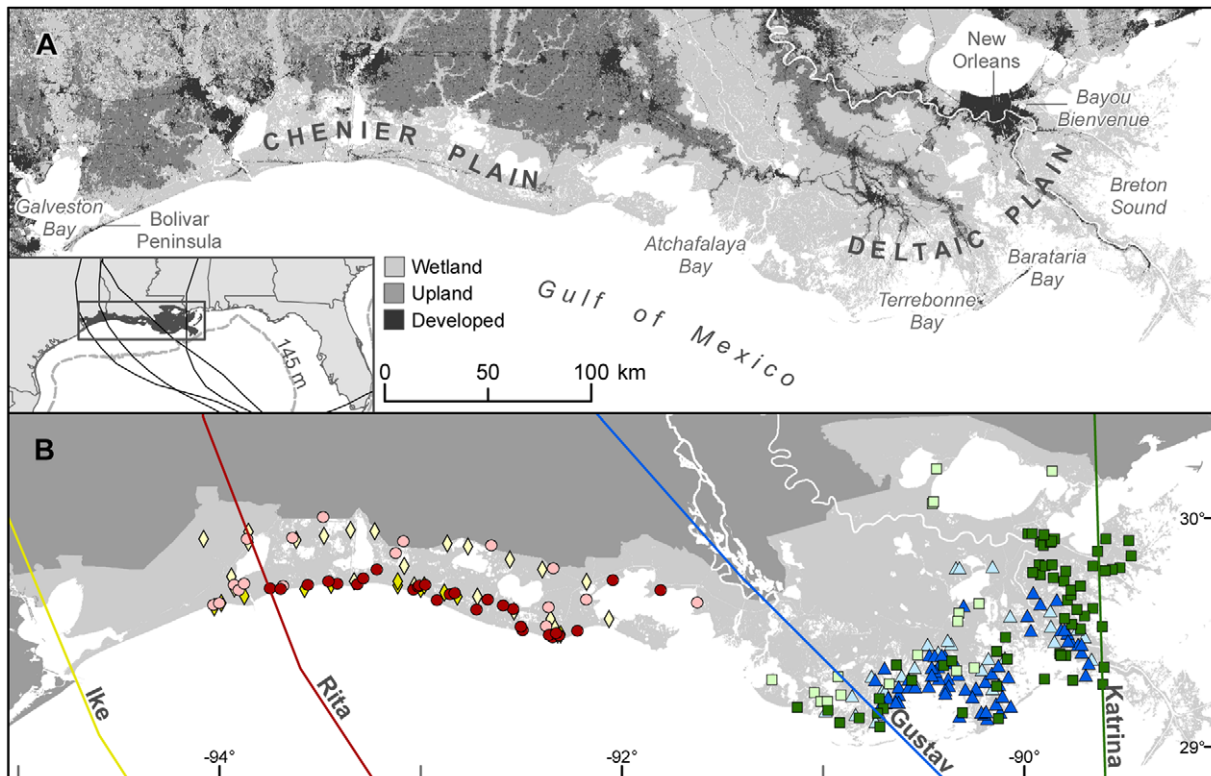 A
New
Orleans
Bayou
Bienvenue
CHENIER PLAIN
Breton
Sound
Galveston
Bay
Bolivar
Peninsula
DELTAIC PLAIN
Atchafalaya
Bay
Barataria
Bay
Terrebonne
Bay
Wetland
Upland
Developed
Gulf of Mexico
145 m
0 50 100 km
B
30°
Ike
Rita
Gustav
Katrina
-94°
-92°
-90°
29°